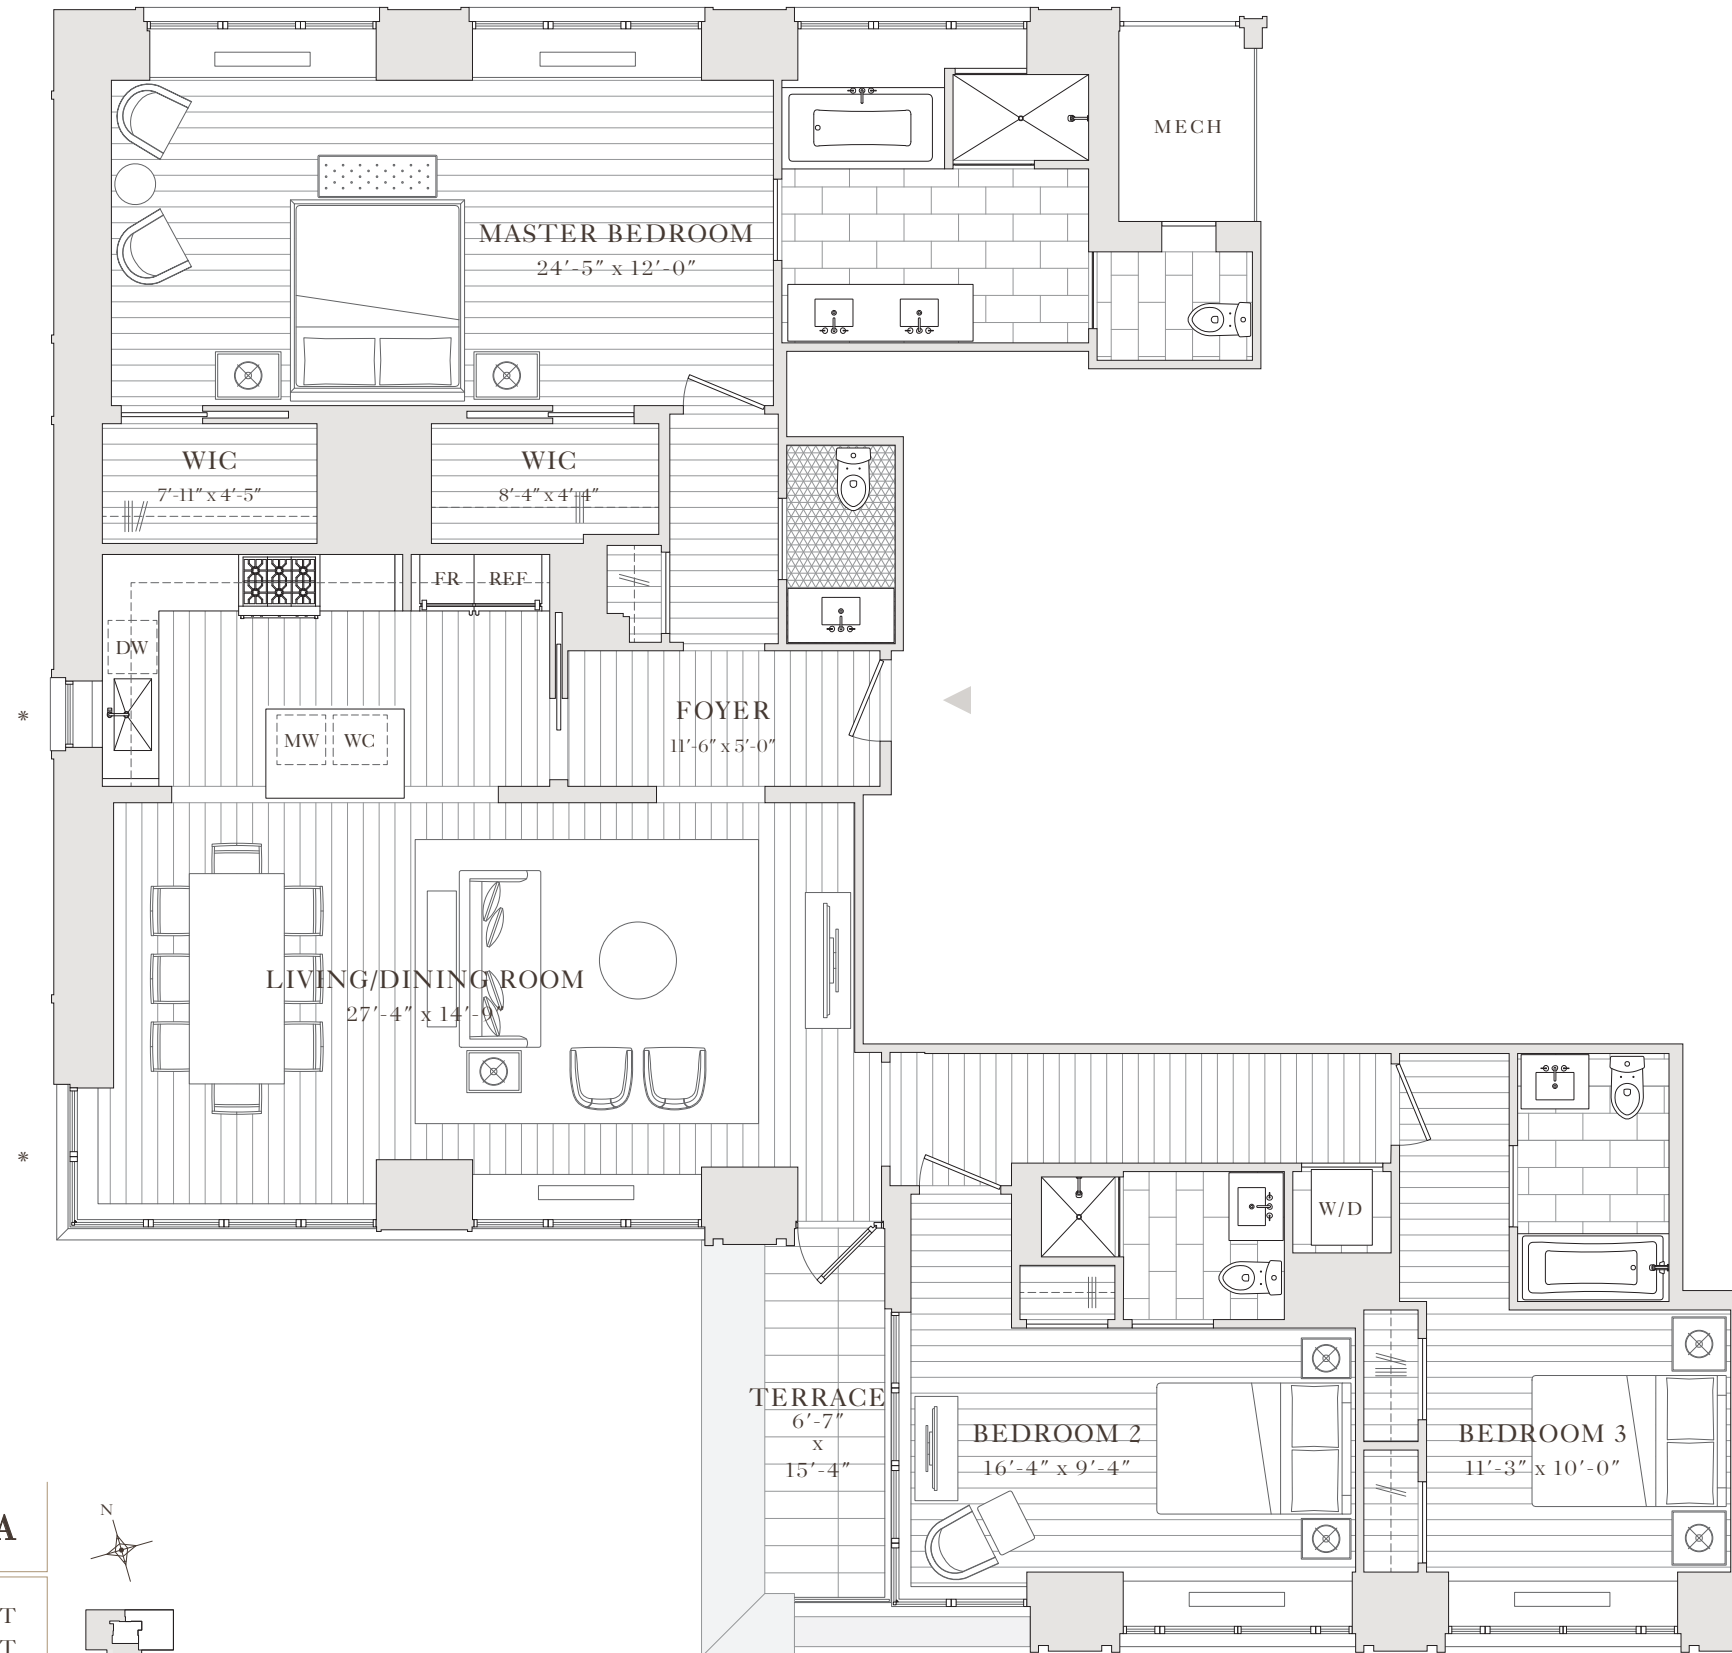 MECH
MASTER BEDROOM
24'-5" x 12'-0"
WIC
7'-11" x 4'-5"
WIC
8'-4" x 4'-4"
FR
REF
DW
*
MW
WC
FOYER
11'-6" x 5'-0"
LIVING/DINING ROOM
27'-4" x 14'-9"
*
W/D
TERRACE
6'-7"
x
15'-4"
BEDROOM 2
16'-4" x 9'-4"
BEDROOM 3
11'-3" x 10'-0"
N
A
T
T